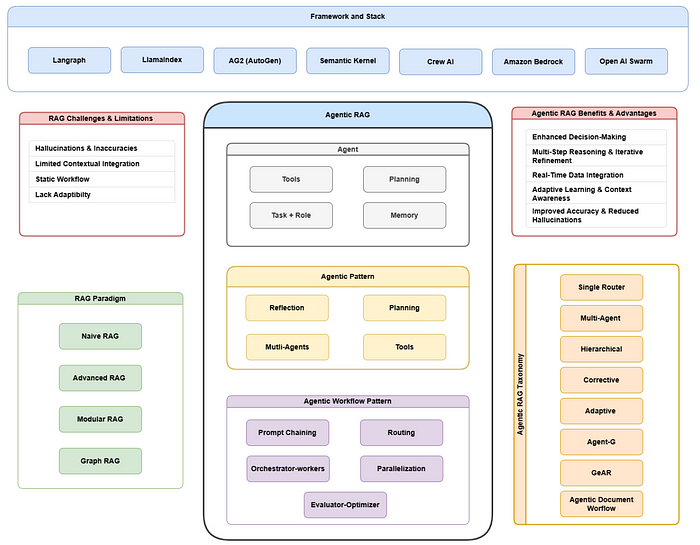 Framework and Stack
Langraph
LlamaIndex
AG2 (AutoGen)
Semantic Kernel
Crew AI
Amazon Bedrock
Open AI Swarm
RAG Challenges & Limitations
Hallucinations & Inaccuracies
Limited Contextual Integration
Static Workflow
Lack Adaptibilty
RAG Paradigm
Naive RAG
Advanced RAG
Modular RAG
Graph RAG
Agentic RAG
Agent
Tools
Planning
Task + Role
Memory
Agentic Pattern
Reflection
Planning
Mutli-Agents
Tools
Agentic Workflow Pattern
Prompt Chaining
Routing
Orchestrator-workers
Parallelization
Evaluator-Optimizer
Agentic RAG Benefits & Advantages
Enhanced Decision-Making
Multi-Step Reasoning & Iterative
Refinement
Real-Time Data Integration
Adaptive Learning & Context
Awareness
Improved Accuracy & Reduced
Hallucinations
Agentic RAG Taxonomy
Single Router
Multi-Agent
Hierarchical
Corrective
Adaptive
Agent-G
GeAR
Agentic Document
Worflow